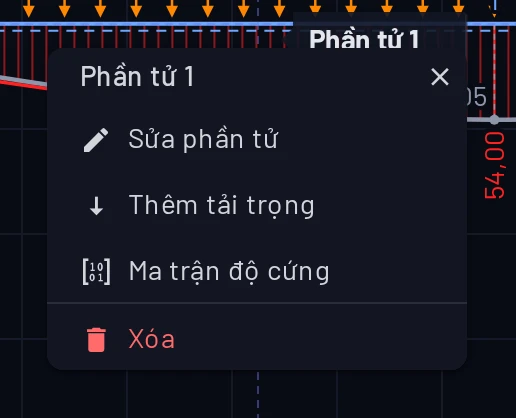 Phần tử 1
Phần tử 1
05
Sửa phần tử
Thêm tải trọng
54,00
Ma trận độ cứng
Xóa